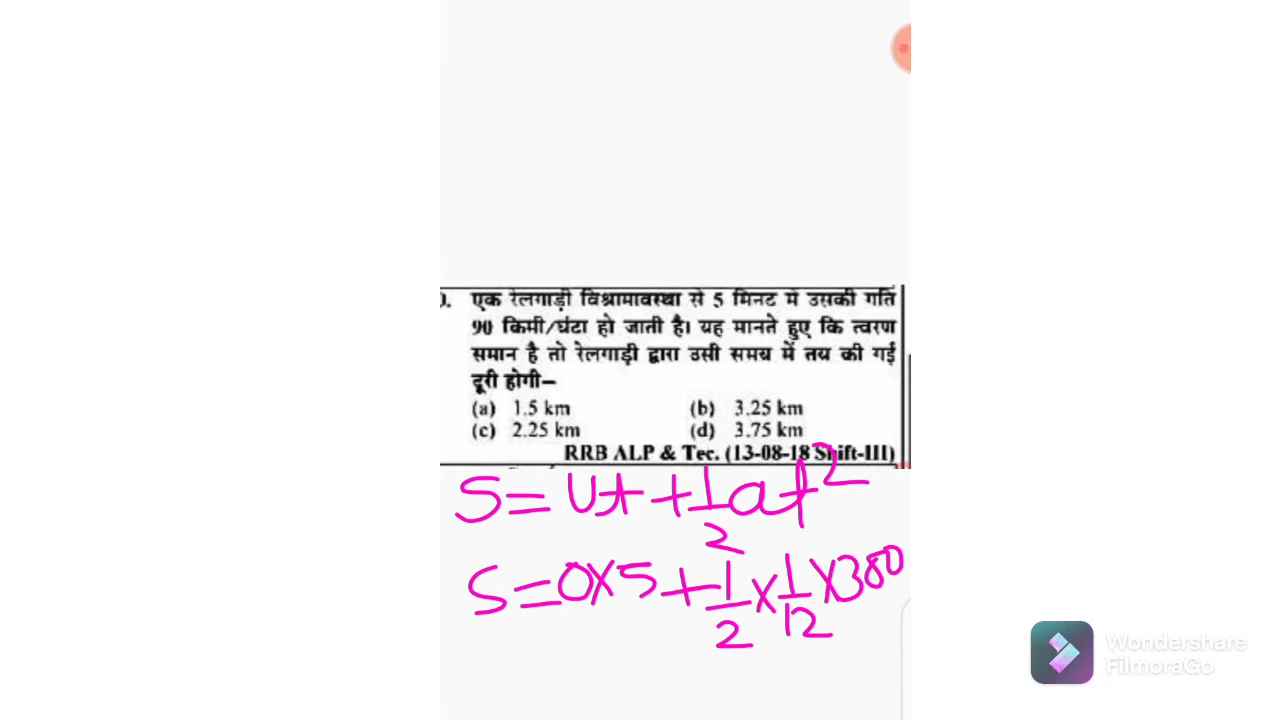 0. एक रेलगाड़ी विश्रामावस्था से 5 मिनट में उसकी गति
90 किमी/घंटा हो जाती है। यह मानते हुए कि त्वरण
समान है तो रेलगाड़ी द्वारा उसी समय में तय की गई
दूरी होगी–
(a) 1.5 km (b) 3.25 km
(c) 2.25 km (d) 3.75 km
RRB ALP & Tec. (13-08-18 Shift-III)
S = ut + 1/2 at²
S = 0×5 + 1/2 × 1/12 × 380
Wondershare
FilmoraGo